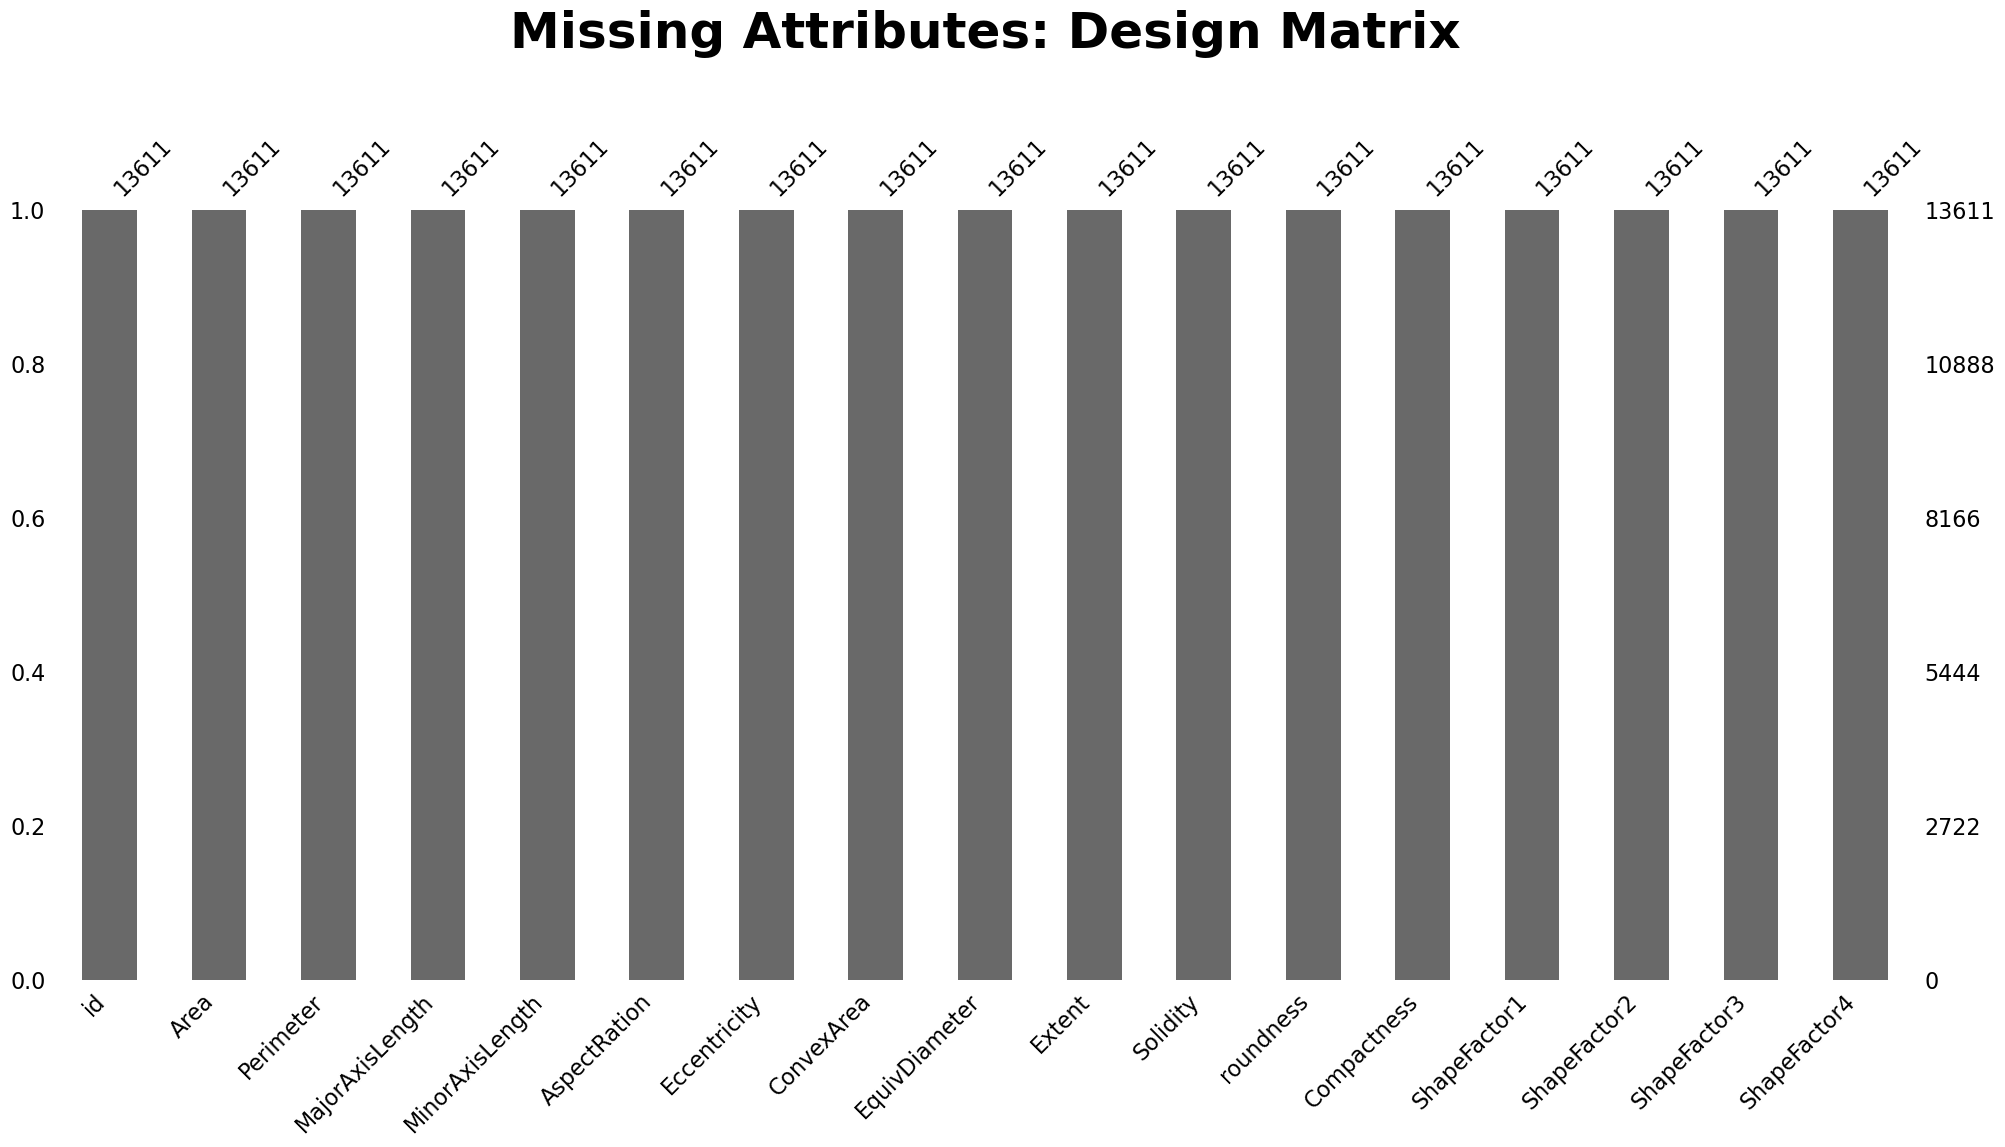 Missing Attributes: Design Matrix
13611 13611 13611 13611 13611 13611 13611 13611 13611 13611 13611 13611 13611 13611 13611 13611 13611
1.0 13611
0.8 10888
0.6 8166
0.4 5444
0.2 2722
0.0 0
id Area Perimeter MajorAxisLength MinorAxisLength AspectRation Eccentricity ConvexArea EquivDiameter Extent Solidity roundness Compactness ShapeFactor1 ShapeFactor2 ShapeFactor3 ShapeFactor4